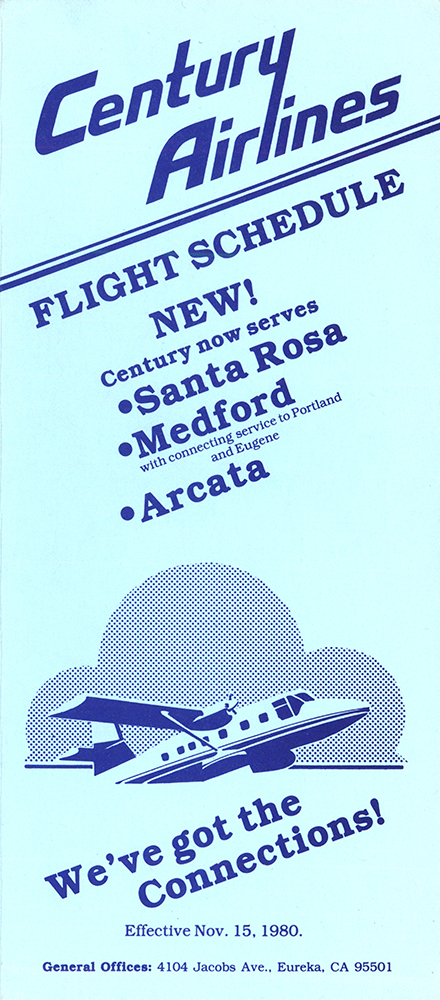 Century
Airlines
FLIGHT SCHEDULE
NEW!
Century now serves
•Santa Rosa
•Medford
with connecting service to Portland
and Eugene
•Arcata
We've got the
Connections!
Effective Nov. 15, 1980.
General Offices: 4104 Jacobs Ave., Eureka, CA 95501